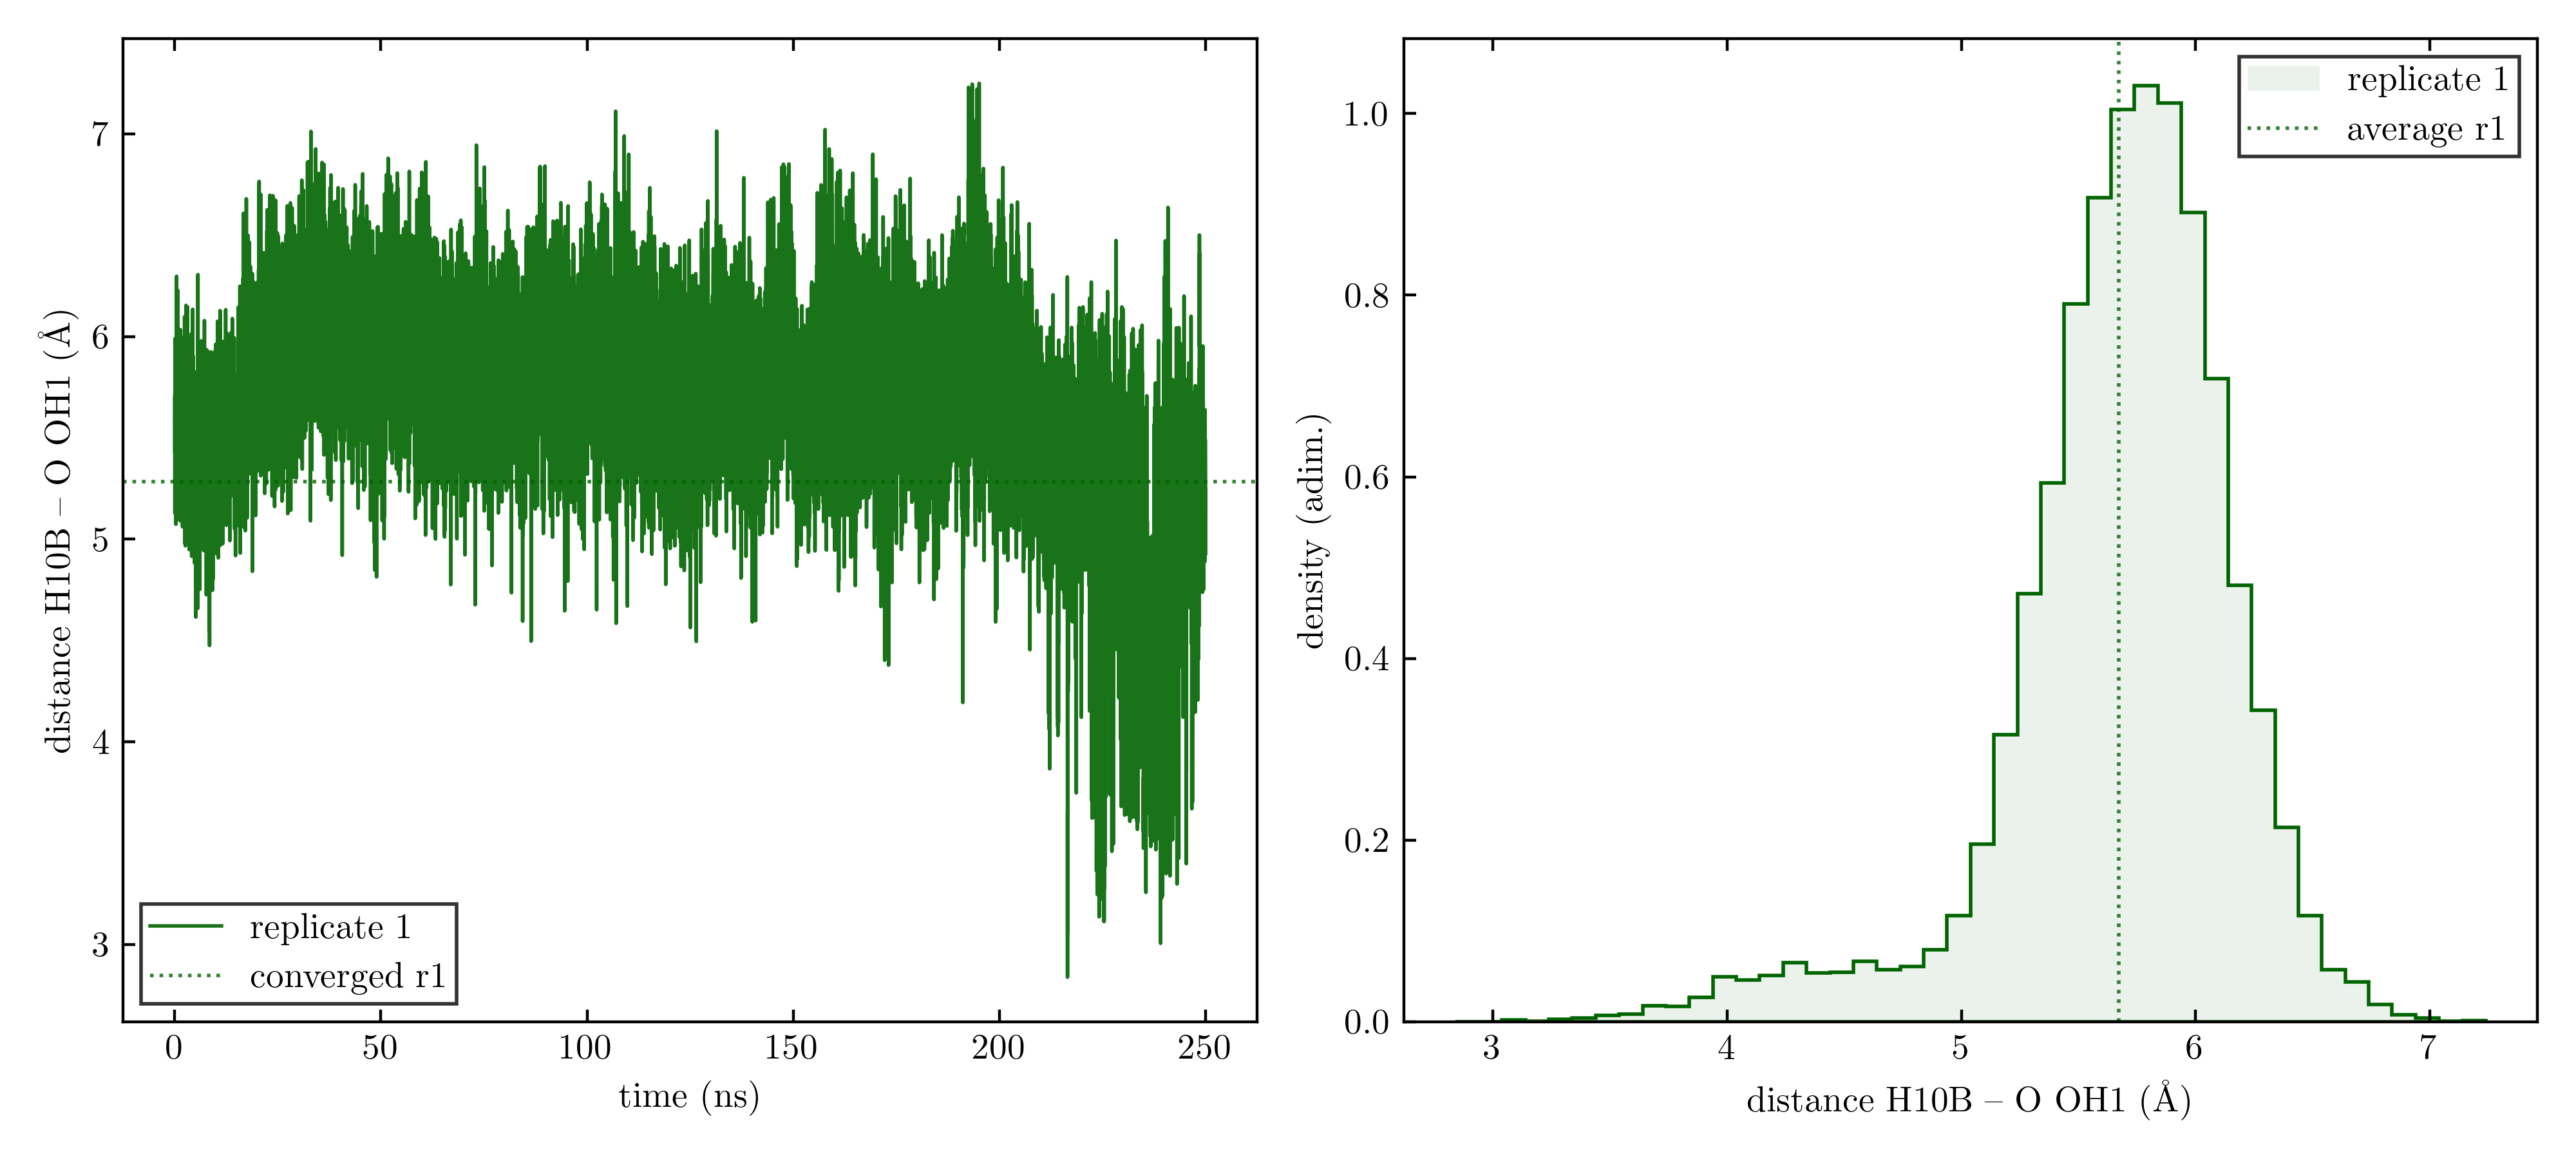 distance H10B – O OH1 (Å)
7
6
5
4
3
replicate 1
converged r1
0 50 100 150 200 250
time (ns)
density (adim.)
1.0
0.8
0.6
0.4
0.2
0.0
replicate 1
average r1
3 4 5 6 7
distance H10B – O OH1 (Å)